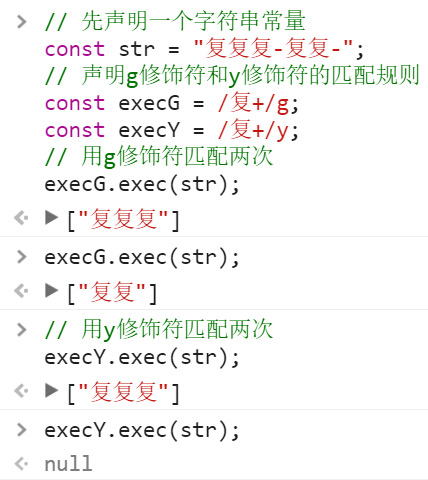 // 先声明一个字符串常量
const str = "复复复-复复-";
// 声明g修饰符和y修饰符的匹配规则
const execG = /复+/g;
const execY = /复+/y;
// 用g修饰符匹配两次
execG.exec(str);
["复复复"]
execG.exec(str);
["复复"]
// 用y修饰符匹配两次
execY.exec(str);
["复复复"]
execY.exec(str);
null